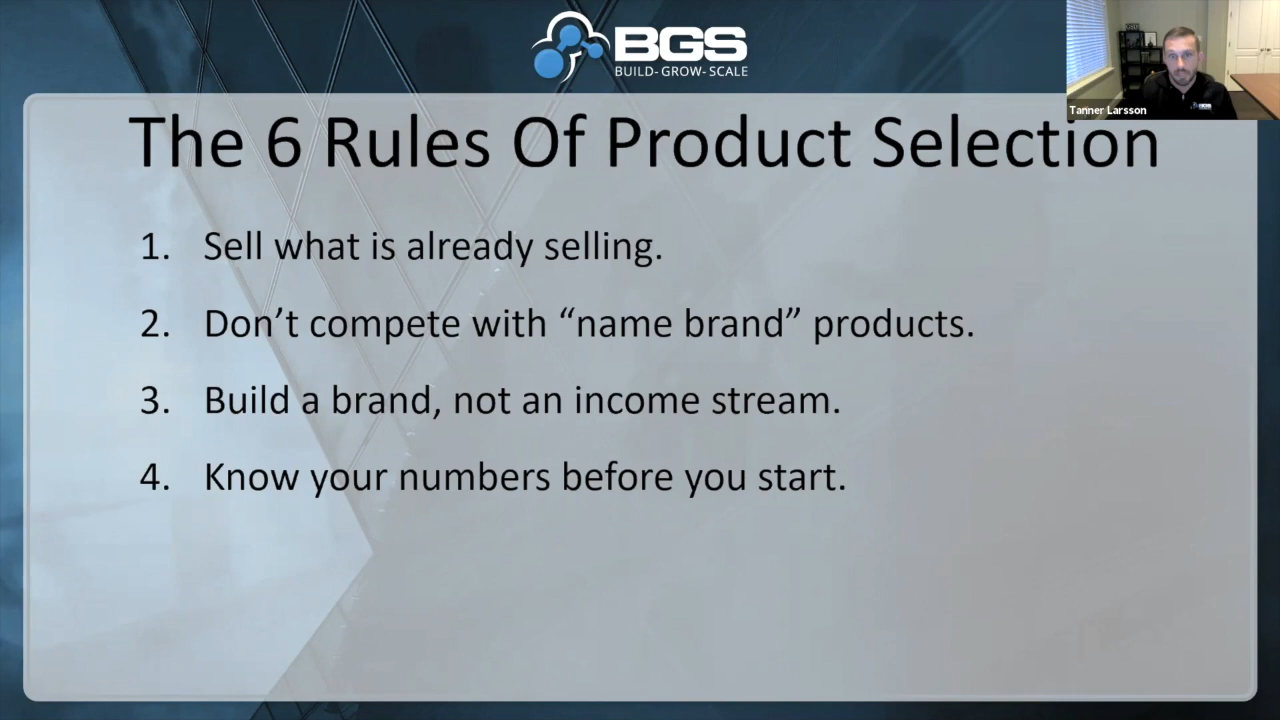 BGS
BUILD-GROW-SCALE
Tanner Larsson
The 6 Rules Of Product Selection
1. Sell what is already selling.
2. Don’t compete with “name brand” products.
3. Build a brand, not an income stream.
4. Know your numbers before you start.